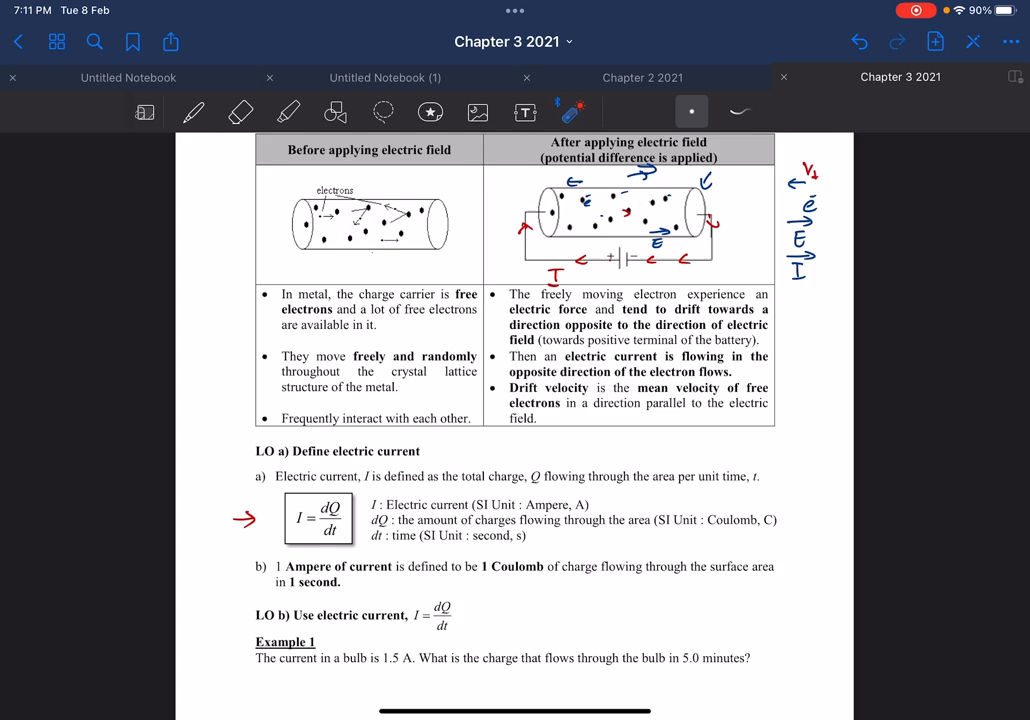 7:11 PM Tue 8 Feb
90%
Chapter 3 2021
Untitled Notebook
Untitled Notebook (1)
Chapter 2 2021
Chapter 3 2021
T
Before applying electric field
After applying electric field
(potential difference is applied)
electrons
e
E
+ -
I
e
E
I
• In metal, the charge carrier is free
electrons and a lot of free electrons
are available in it.
• They move freely and randomly
throughout the crystal lattice
structure of the metal.
• Frequently interact with each other.
• The freely moving electron experience an
electric force and tend to drift towards a
direction opposite to the direction of electric
field (towards positive terminal of the battery).
• Then an electric current is flowing in the
opposite direction of the electron flows.
• Drift velocity is the mean velocity of free
electrons in a direction parallel to the electric
field.
LO a) Define electric current
a) Electric current, I is defined as the total charge, Q flowing through the area per unit time, t.
I = dQ/dt
I : Electric current (SI Unit : Ampere, A)
dQ : the amount of charges flowing through the area (SI Unit : Coulomb, C)
dt : time (SI Unit : second, s)
b) 1 Ampere of current is defined to be 1 Coulomb of charge flowing through the surface area
in 1 second.
LO b) Use electric current, I = dQ/dt
Example 1
The current in a bulb is 1.5 A. What is the charge that flows through the bulb in 5.0 minutes?